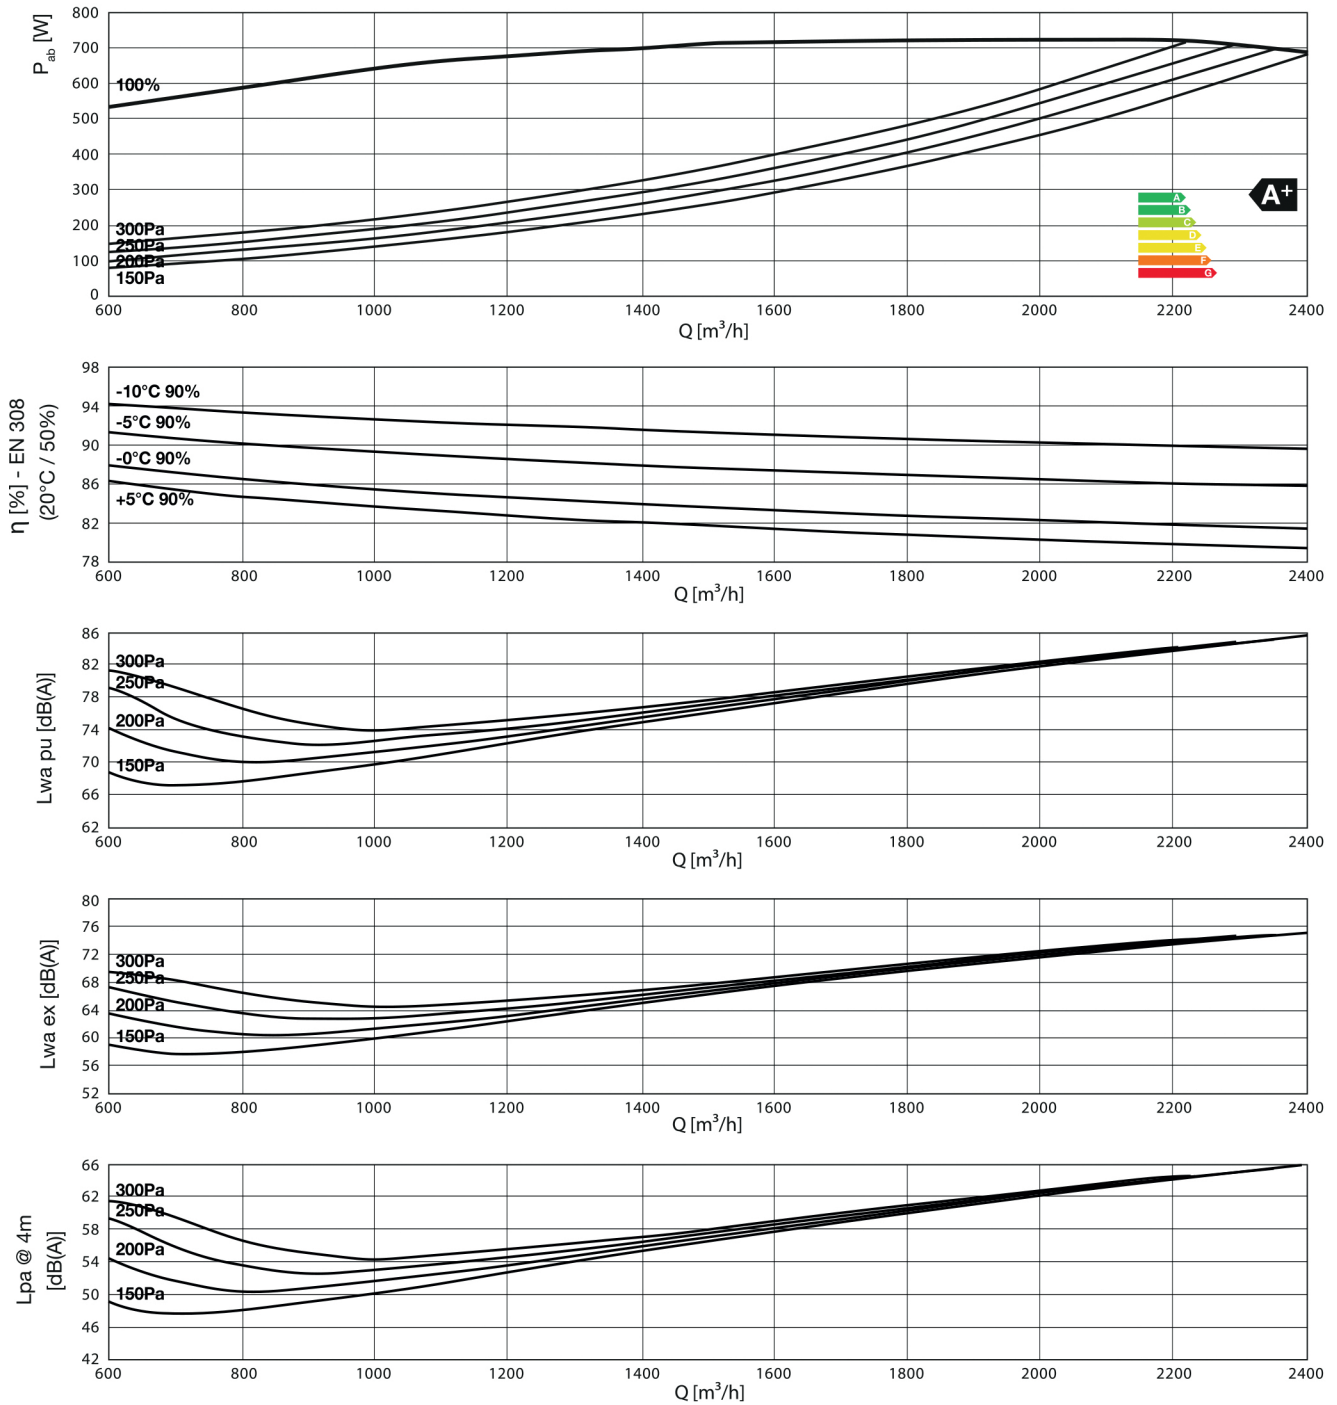 Pab [W]
800
700
600
500
400
300
200
100
0
100%
300Pa
250Pa
200Pa
150Pa
A+
A
B
C
D
E
F
G
600 800 1000 1200 1400 1600 1800 2000 2200 2400
Q [m³/h]
η [%] - EN 308
(20°C / 50%)
98
94
90
86
82
78
-10°C 90%
-5°C 90%
-0°C 90%
+5°C 90%
600 800 1000 1200 1400 1600 1800 2000 2200 2400
Q [m³/h]
Lwa pu [dB(A)]
86
82
78
74
70
66
62
300Pa
250Pa
200Pa
150Pa
600 800 1000 1200 1400 1600 1800 2000 2200 2400
Q [m³/h]
Lwa ex [dB(A)]
80
76
72
68
64
60
56
52
300Pa
250Pa
200Pa
150Pa
600 800 1000 1200 1400 1600 1800 2000 2200 2400
Q [m³/h]
Lpa @ 4m
[dB(A)]
66
62
58
54
50
46
42
300Pa
250Pa
200Pa
150Pa
600 800 1000 1200 1400 1600 1800 2000 2200 2400
Q [m³/h]